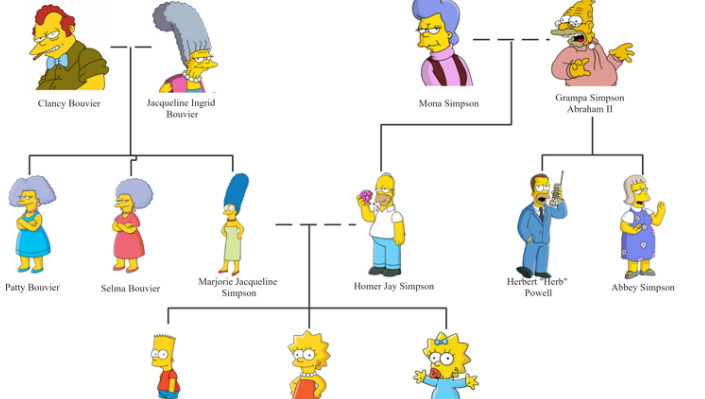 Clancy Bouvier
Jacqueline Ingrid
Bouvier
Mona Simpson
Grampa Simpson
Abraham II
Patty Bouvier
Selma Bouvier
Marjorie Jacqueline
Simpson
Homer Jay Simpson
Herbert "Herb"
Powell
Abbey Simpson